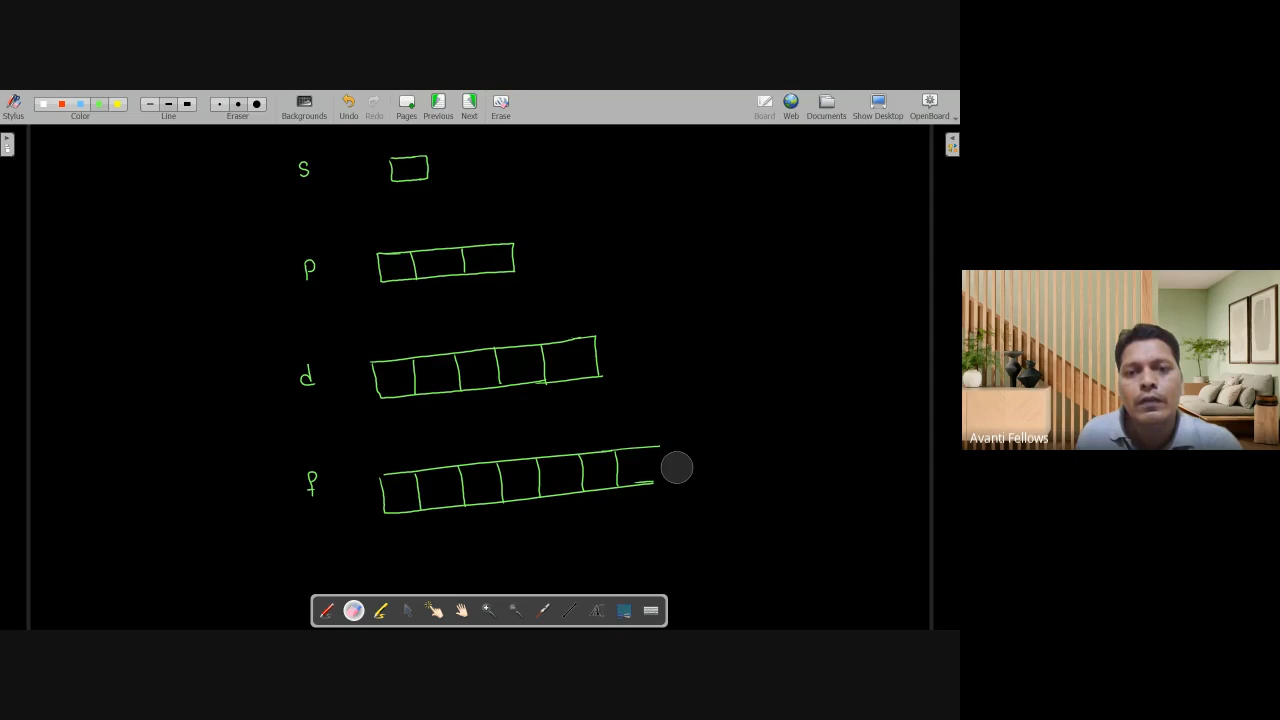 Stylus Color Line Eraser Backgrounds Undo Redo Pages Previous Next Erase Board Web Documents Show Desktop OpenBoard
s
p
d
f
Avanti Fellows